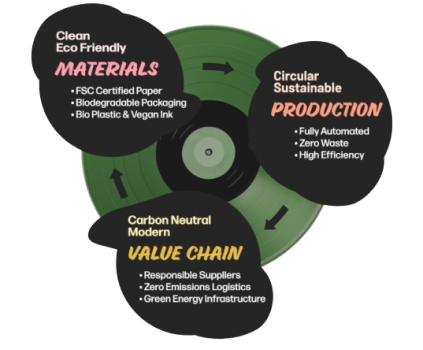 Clean
Eco Friendly
MATERIALS
• FSC Certified Paper
• Biodegradable Packaging
• Bio Plastic & Vegan Ink
Circular
Sustainable
PRODUCTION
• Fully Automated
• Zero Waste
• High Efficiency
Carbon Neutral
Modern
VALUE CHAIN
• Responsible Suppliers
• Zero Emissions Logistics
• Green Energy Infrastructure